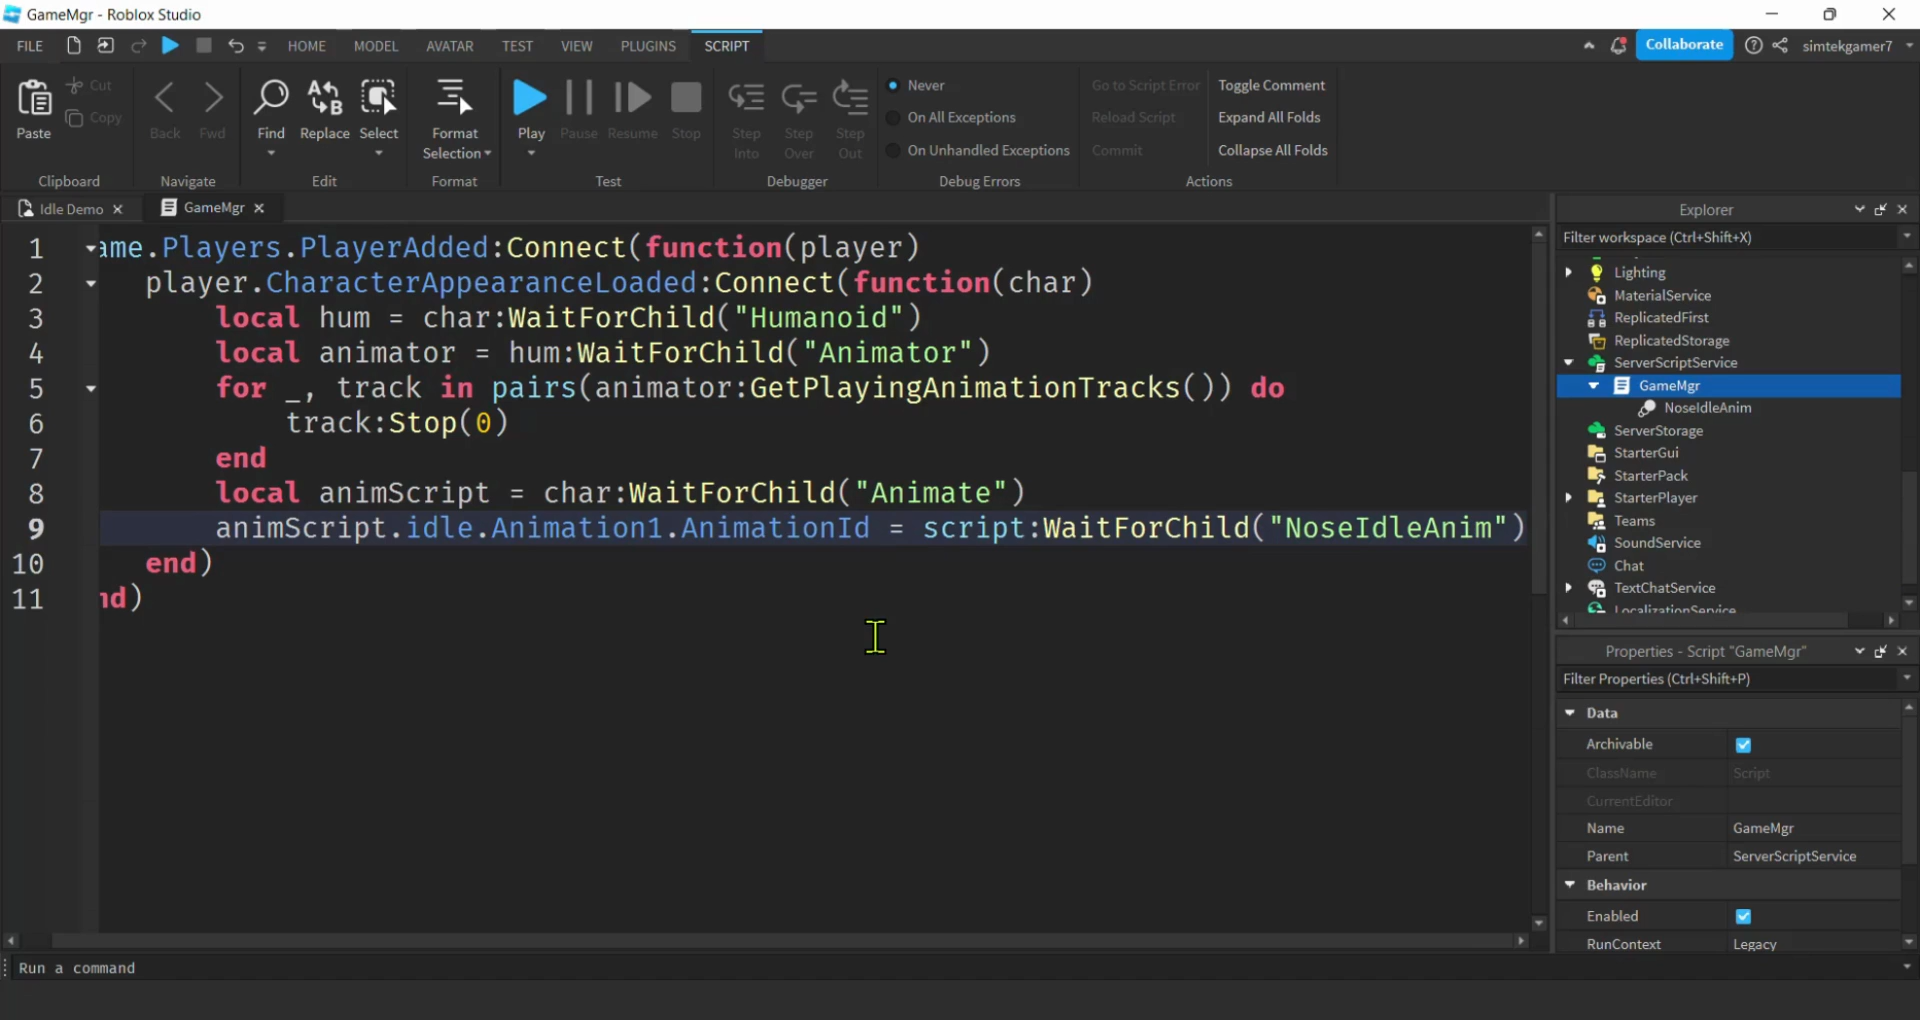 GameMgr - Roblox Studio
FILE HOME MODEL AVATAR TEST VIEW PLUGINS SCRIPT Collaborate simtekgamer7
Paste Cut Copy
Clipboard
Back Fwd
Navigate
Find Replace Select
Edit
Format Selection
Format
Play Pause Resume Stop
Test
Step Into Step Over Step Out
Debugger
Never
On All Exceptions
On Unhandled Exceptions
Debug Errors
Go to Script Error
Reload Script
Commit
Toggle Comment
Expand All Folds
Collapse All Folds
Actions
Idle Demo GameMgr
1 ame.Players.PlayerAdded:Connect(function(player)
2 player.CharacterAppearanceLoaded:Connect(function(char)
3 local hum = char:WaitForChild("Humanoid")
4 local animator = hum:WaitForChild("Animator")
5 for _, track in pairs(animator:GetPlayingAnimationTracks()) do
6 track:Stop(0)
7 end
8 local animScript = char:WaitForChild("Animate")
9 animScript.idle.Animation1.AnimationId = script:WaitForChild("NoseIdleAnim")
10 end)
11 nd)
Run a command
Explorer
Filter workspace (Ctrl+Shift+X)
Lighting
MaterialService
ReplicatedFirst
ReplicatedStorage
ServerScriptService
GameMgr
NoseIdleAnim
ServerStorage
StarterGui
StarterPack
StarterPlayer
Teams
SoundService
Chat
TextChatService
LocalizationService
Properties - Script "GameMgr"
Filter Properties (Ctrl+Shift+P)
Data
Archivable
ClassName Script
CurrentEditor
Name GameMgr
Parent ServerScriptService
Behavior
Enabled
RunContext Legacy